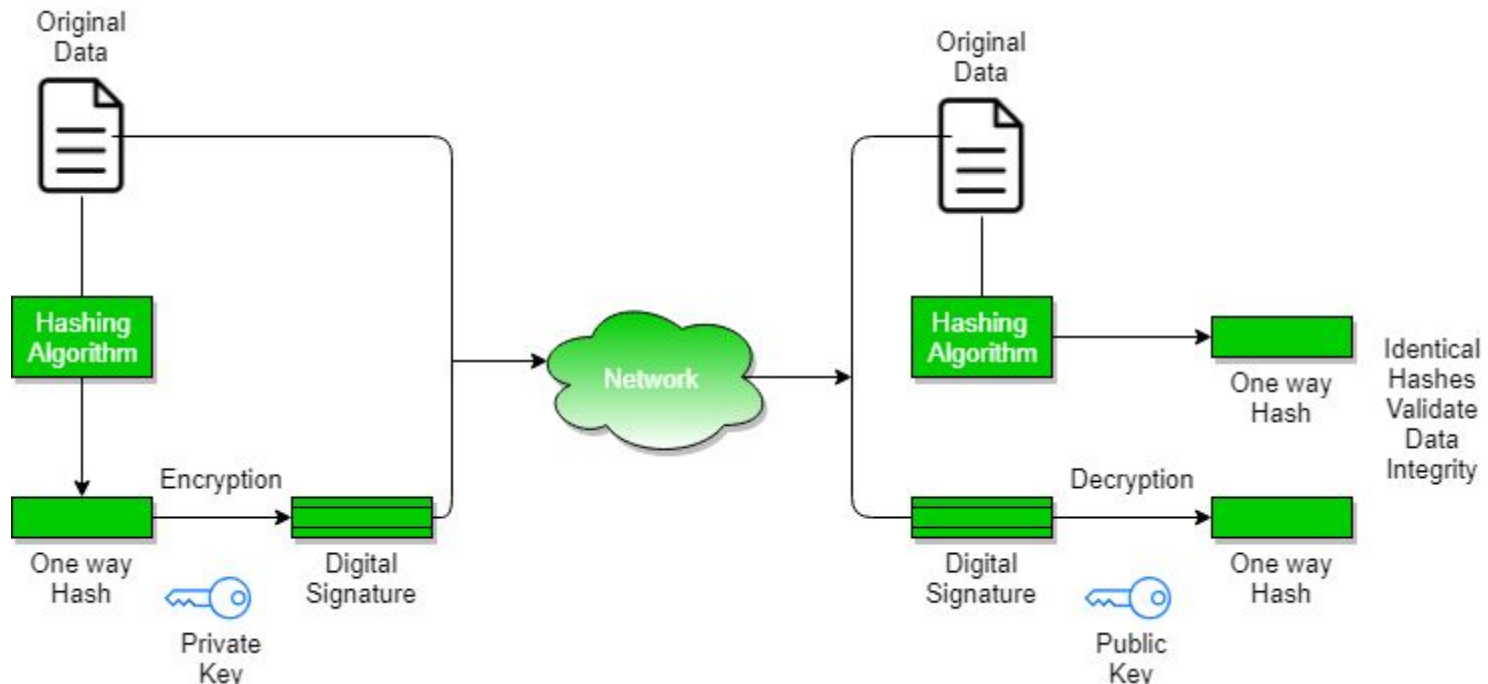 Original
Data
Hashing
Algorithm
One way
Hash
Encryption
Private
Key
Digital
Signature
Network
Original
Data
Hashing
Algorithm
One way
Hash
Digital
Signature
Decryption
Public
Key
One way
Hash
Identical
Hashes
Validate
Data
Integrity